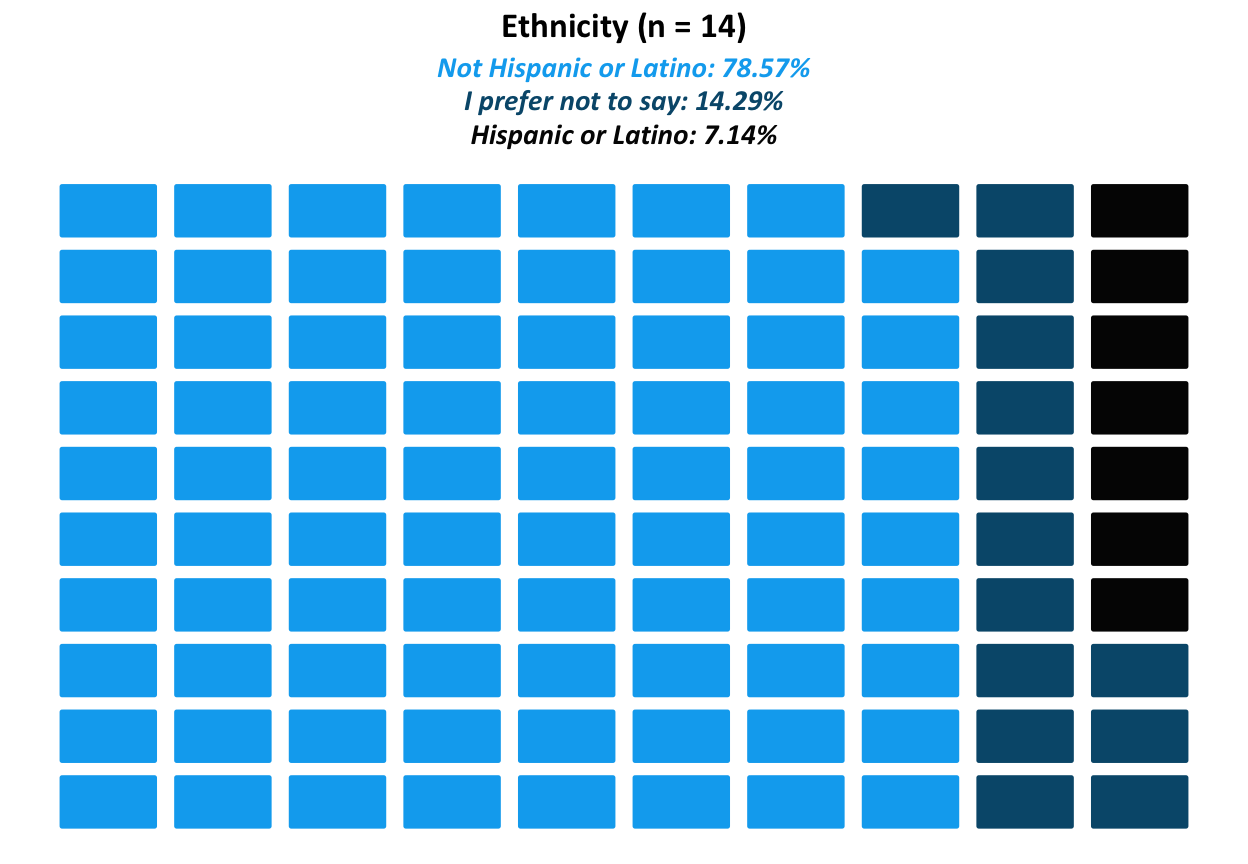 Ethnicity (n = 14)
Not Hispanic or Latino: 78.57%
I prefer not to say: 14.29%
Hispanic or Latino: 7.14%